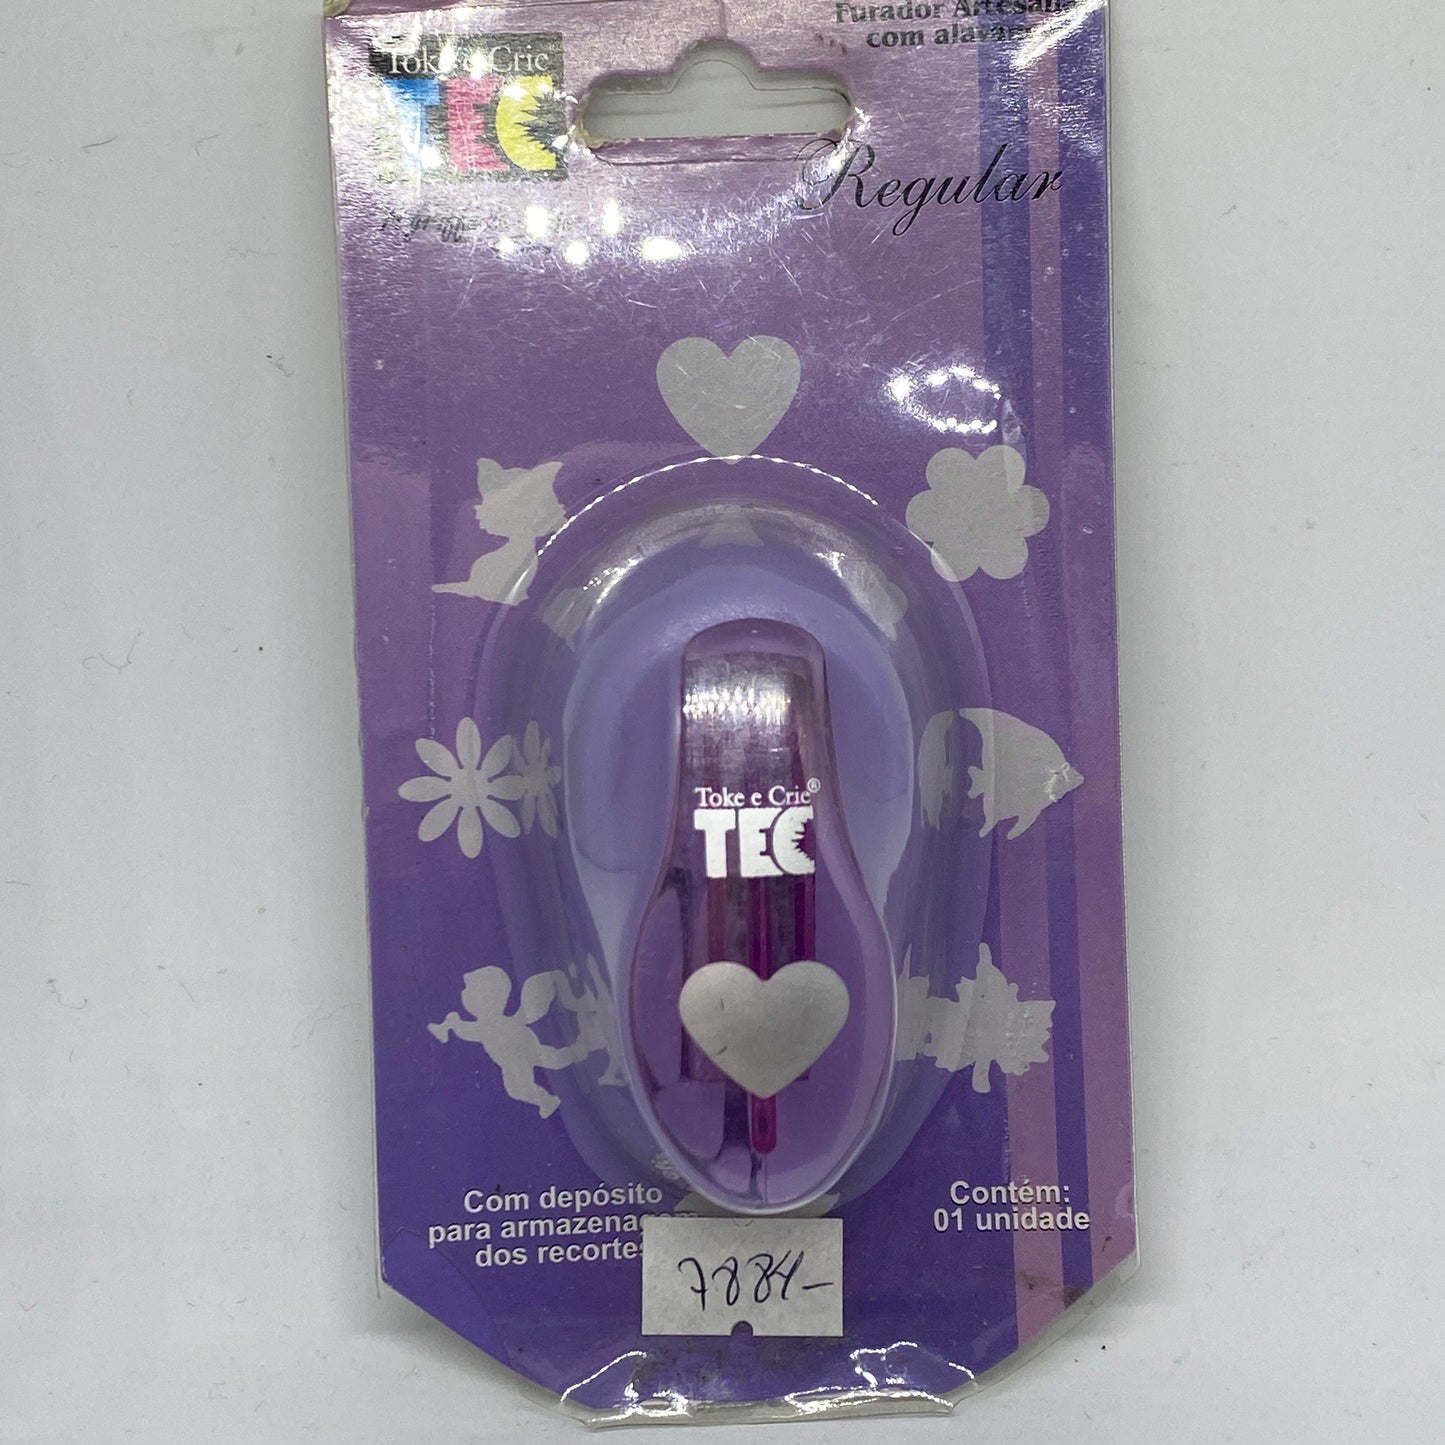 Furador Artesanal
com alavanca
Toke e Crie
TEC
Regular
Toke e Crie®
TEC
Com depósito
para armazenagem
dos recortes
Contém:
01 unidade
7884-